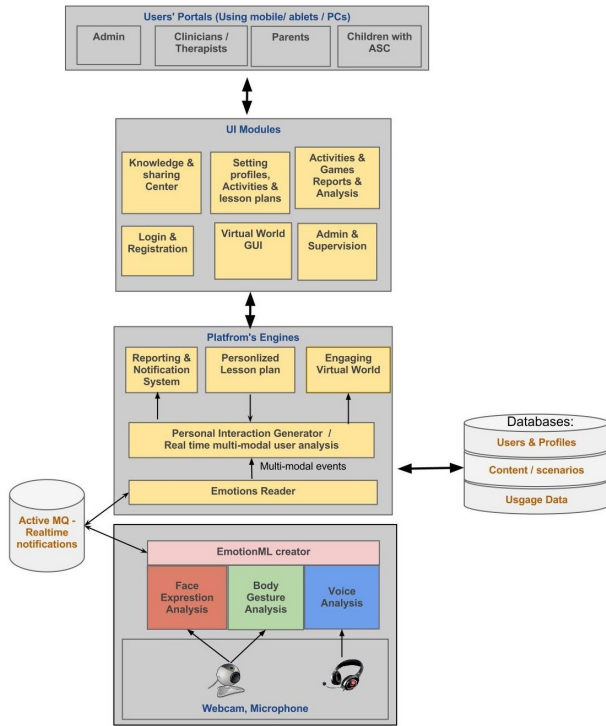 Users' Portals (Using mobile/ ablets / PCs)
Admin
Clinicians /
Therapists
Parents
Children with
ASC
UI Modules
Knowledge &
sharing
Center
Setting
profiles,
Activities &
lesson plans
Activities &
Games
Reports &
Analysis
Login &
Registration
Virtual World
GUI
Admin &
Supervision
Platfrom's Engines
Reporting &
Notification
System
Personlized
Lesson plan
Engaging
Virtual World
Personal Interaction Generator /
Real time multi-modal user analysis
Multi-modal events
Emotions Reader
Databases:
Users & Profiles
Content / scenarios
Usgage Data
Active MQ -
Realtime
notifications
EmotionML creator
Face
Exprestion
Analysis
Body
Gesture
Analysis
Voice
Analysis
Webcam, Microphone